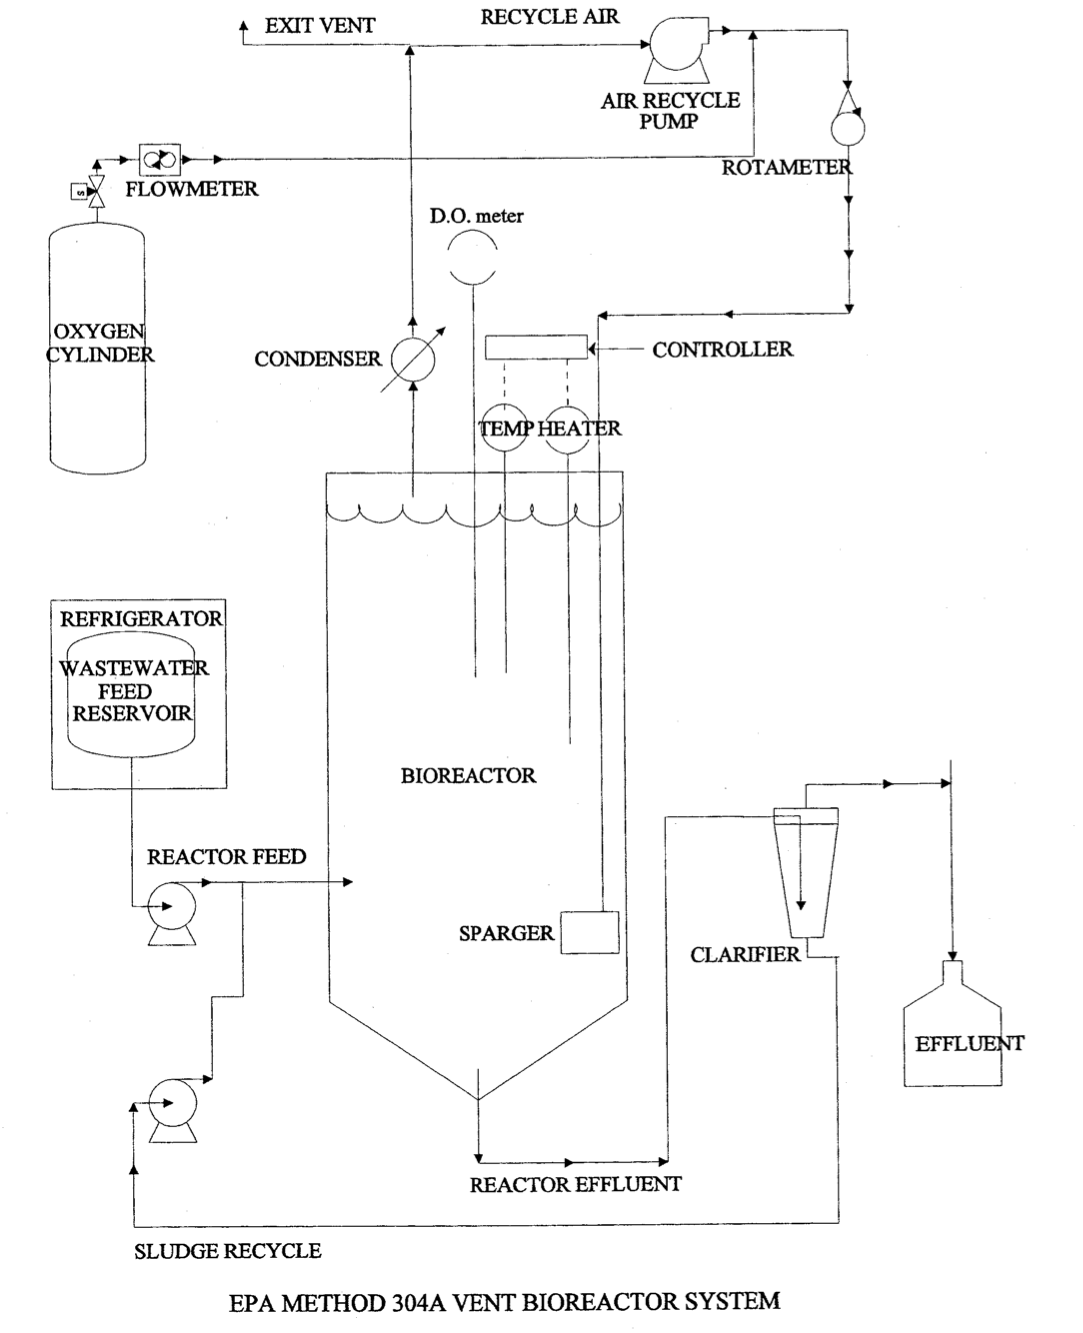 EXIT VENT
RECYCLE AIR
AIR RECYCLE
PUMP
ROTAMETER
FLOWMETER
S
D.O. meter
OXYGEN
CYLINDER
CONDENSER
CONTROLLER
TEMP
HEATER
REFRIGERATOR
WASTEWATER
FEED
RESERVOIR
BIOREACTOR
REACTOR FEED
SPARGER
CLARIFIER
EFFLUENT
REACTOR EFFLUENT
SLUDGE RECYCLE
EPA METHOD 304A VENT BIOREACTOR SYSTEM